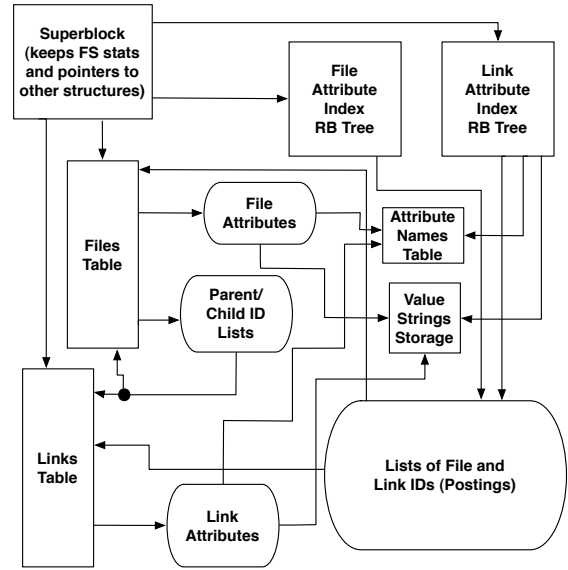 Superblock
(keeps FS stats
and pointers to
other structures)
File
Attribute
Index
RB Tree
Link
Attribute
Index
RB Tree
Files
Table
File
Attributes
Attribute
Names
Table
Parent/
Child ID
Lists
Value
Strings
Storage
Links
Table
Lists of File and
Link IDs (Postings)
Link
Attributes